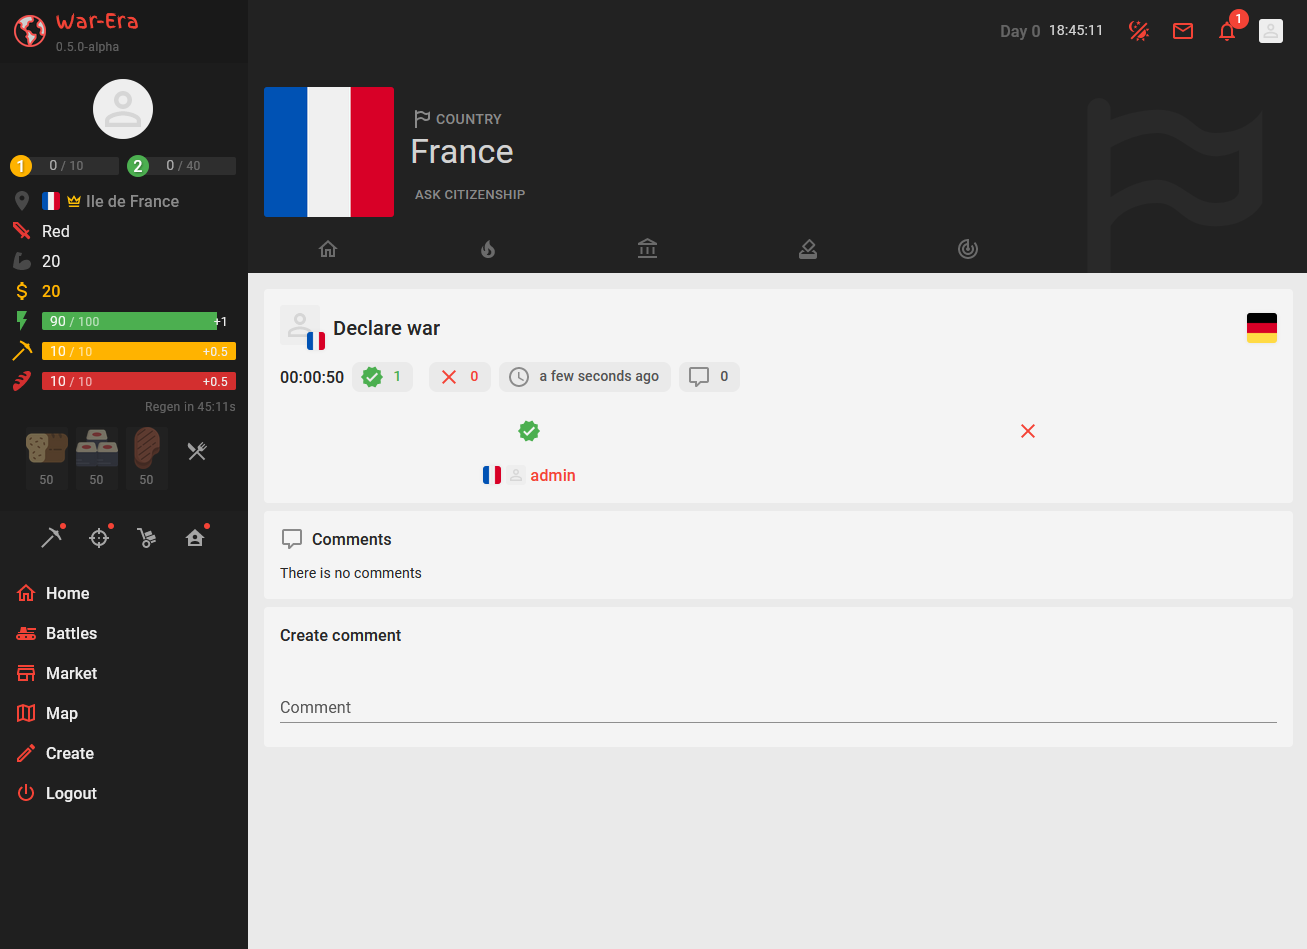 War-Era
0.5.0-alpha
1 0 / 10 2 0 / 40
Ile de France
Red
20
20
90 / 100 +1
10 / 10 +0.5
10 / 10 +0.5
Regen in 45:11s
50 50 50
Home
Battles
Market
Map
Create
Logout
Day 0 18:45:11 1
COUNTRY
France
ASK CITIZENSHIP
Declare war
00:00:50 1 0 a few seconds ago 0
admin
Comments
There is no comments
Create comment
Comment